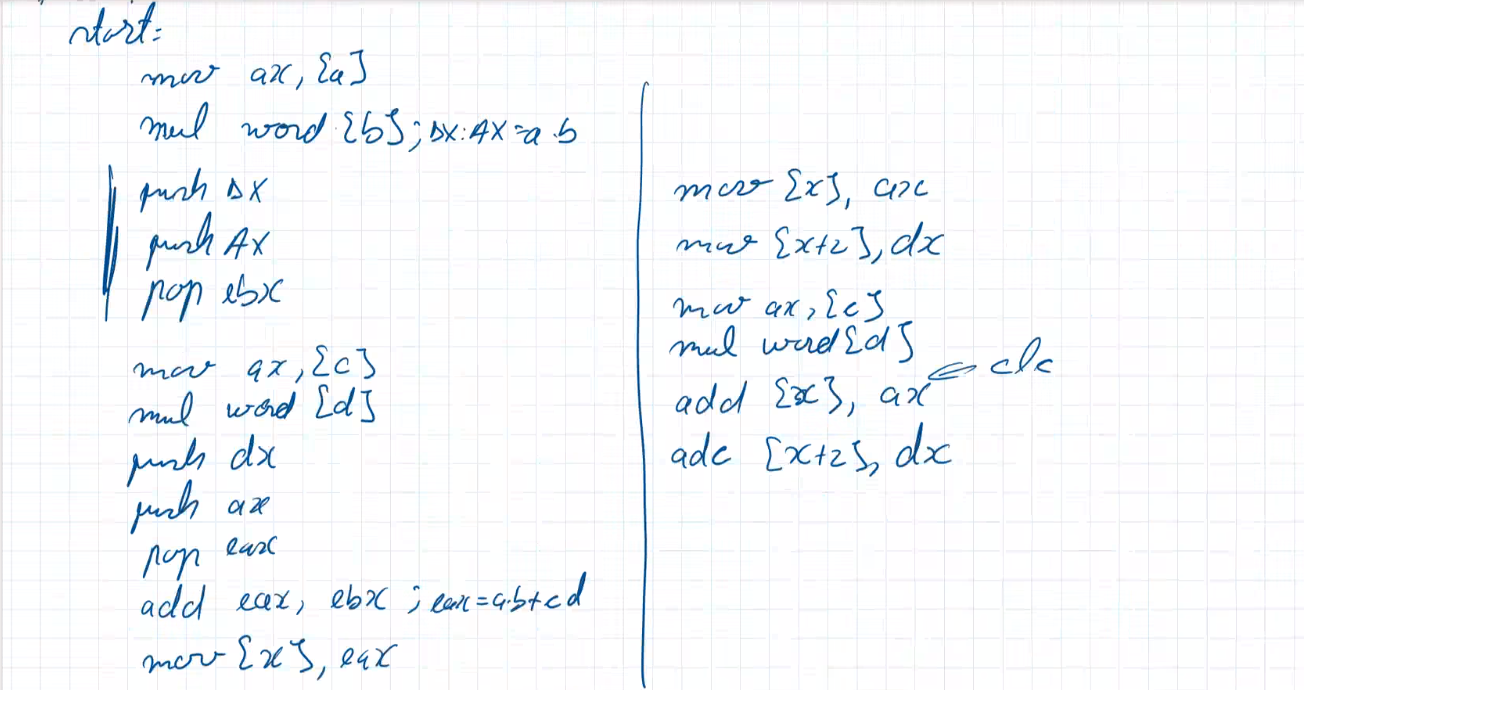 start:
mov ax, [a]
mul word [b] ; DX:AX = a.b
push DX
push AX
pop ebx
mov ax, [c]
mul word [d]
push dx
push ax
pop eax
add eax, ebx ; eax = a.b+cd
mov [x], eax
mov [x], ax
mov [x+2], dx
mov ax, [c]
mul word [d]
clc
add [x], ax
adc [x+2], dx